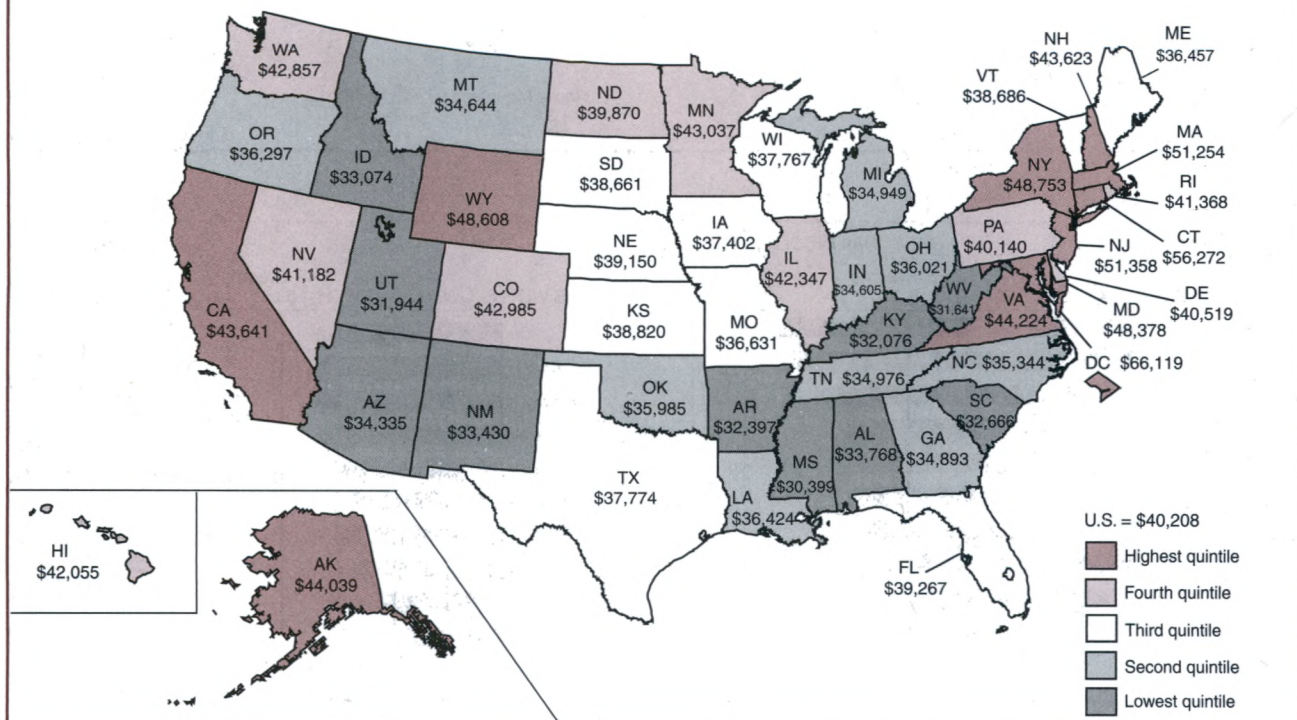 WA
$42,857
OR
$36,297
CA
$43,641
NV
$41,182
ID
$33,074
MT
$34,644
WY
$48,608
UT
$31,944
AZ
$34,335
CO
$42,985
NM
$33,430
ND
$39,870
SD
$38,661
NE
$39,150
KS
$38,820
OK
$35,985
TX
$37,774
MN
$43,037
IA
$37,402
MO
$36,631
AR
$32,397
LA
$36,424
WI
$37,767
IL
$42,347
MI
$34,949
IN
$34,605
OH
$36,021
KY
$32,076
TN $34,976
MS
$30,399
AL
$33,768
GA
$34,893
SC
$32,666
NC $35,344
WV
$31,641
VA
$44,224
PA
$40,140
NY
$48,753
VT
$38,686
NH
$43,623
ME
$36,457
MA
$51,254
RI
$41,368
CT
$56,272
NJ
$51,358
DE
$40,519
MD
$48,378
DC $66,119
FL
$39,267
HI
$42,055
AK
$44,039
U.S. = $40,208
Highest quintile
Fourth quintile
Third quintile
Second quintile
Lowest quintile